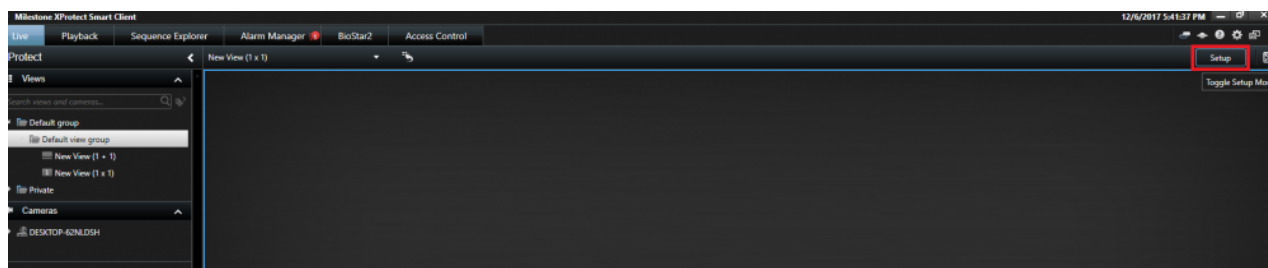 Milestone XProtect Smart Client 12/6/2017 5:41:37 PM
Live Playback Sequence Explorer Alarm Manager BioStar2 Access Control
Protect New View (1 x 1) Setup
Views Toggle Setup Mo
Search views and cameras...
Default group
Default view group
New View (1 + 1)
New View (1 x 1)
Private
Cameras
DESKTOP-62NLDSH